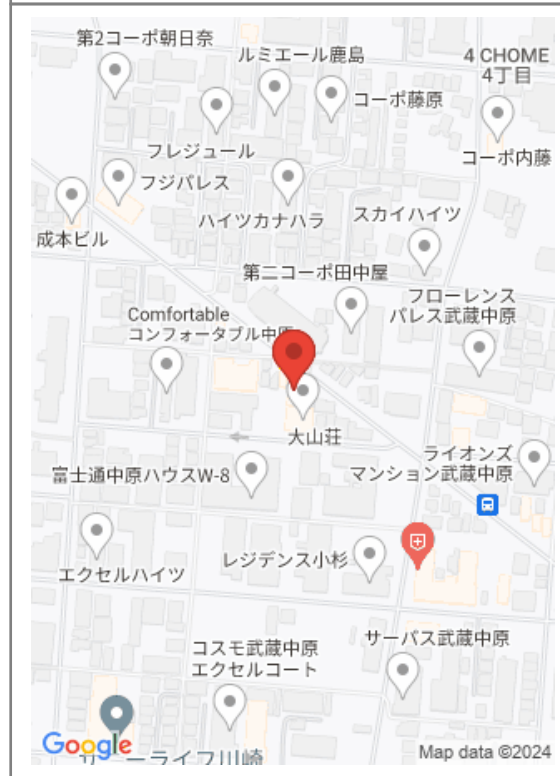 第2コーポ朝日奈
ルミエール鹿島
4 CHOME
4丁目
コーポ藤原
フレジュール
コーポ内藤
フジパレス
ハイツカナハラ
スカイハイツ
成本ビル
第二コーポ田中屋
フローレンス
パレス武蔵中原
Comfortable
コンフォータブル中原
大山荘
ライオンズ
マンション武蔵中原
富士通中原ハウスW-8
レジデンス小杉
エクセルハイツ
サーパス武蔵中原
コスモ武蔵中原
エクセルコート
Google
ライフ川崎
Map data ©2024